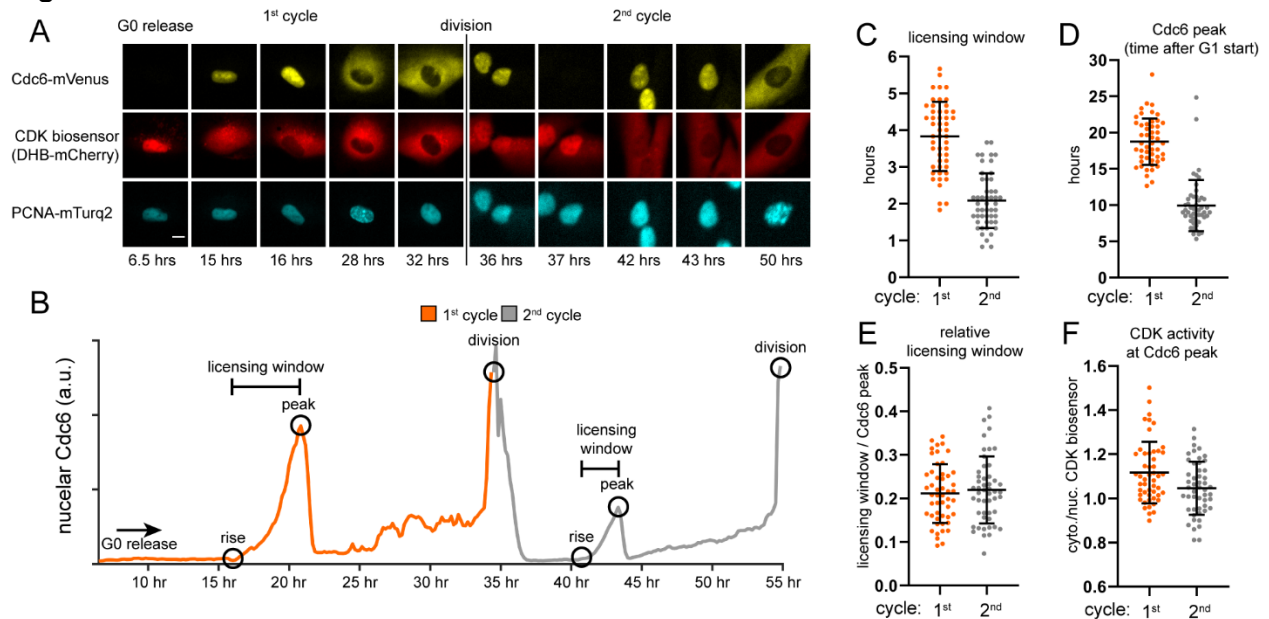 A
G0 release
1st cycle
division
2nd cycle
Cdc6-mVenus
CDK biosensor
(DHB-mCherry)
PCNA-mTurq2
6.5 hrs
15 hrs
16 hrs
28 hrs
32 hrs
36 hrs
37 hrs
42 hrs
43 hrs
50 hrs
B
1st cycle
2nd cycle
nucelar Cdc6 (a.u.)
licensing window
peak
division
licensing
window
peak
division
G0 release
rise
rise
10 hr
15 hr
20 hr
25 hr
30 hr
35 hr
40 hr
45 hr
50 hr
55 hr
C
licensing window
hours
6
5
4
3
2
1
0
cycle: 1st 2nd
D
Cdc6 peak
(time after G1 start)
hours
30
25
20
15
10
5
0
cycle: 1st 2nd
E
relative
licensing window
licensing window / Cdc6 peak
0.5
0.4
0.3
0.2
0.1
0.0
cycle: 1st 2nd
F
CDK activity
at Cdc6 peak
cyto./nuc. CDK biosensor
1.6
1.4
1.2
1.0
0.8
0.6
cycle: 1st 2nd